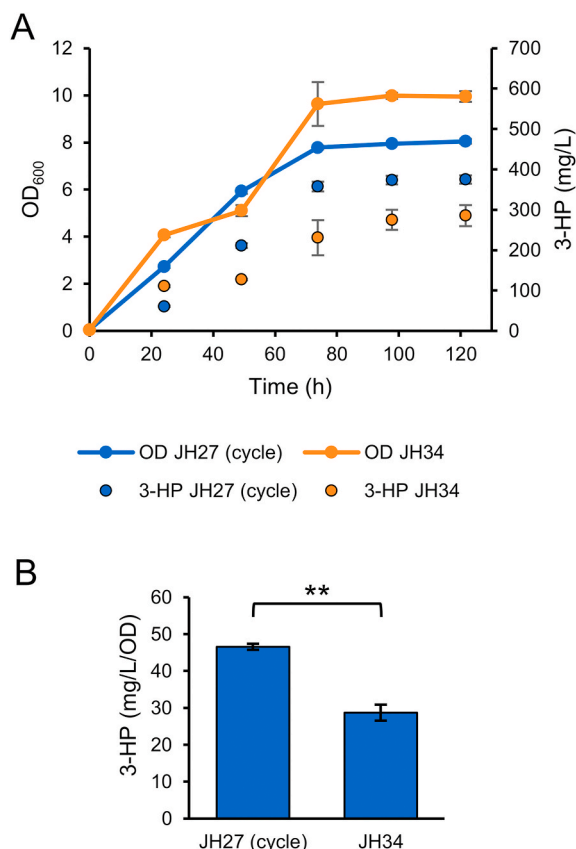 A
12
10
8
6
4
2
0
OD600
700
600
500
400
300
200
100
0
3-HP (mg/L)
0 20 40 60 80 100 120
Time (h)
OD JH27 (cycle) OD JH34
3-HP JH27 (cycle) 3-HP JH34
B
60
50
40
30
20
10
0
3-HP (mg/L/OD)
**
JH27 (cycle) JH34